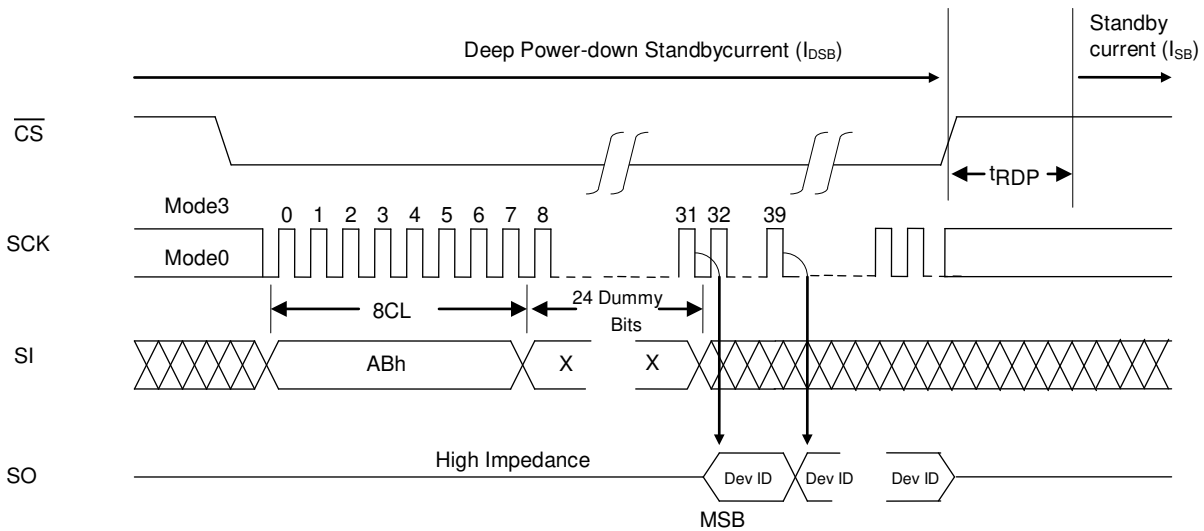 Standby
Deep Power-down Standbycurrent (IDSB)
current (ISB)
CS
tRDP
Mode3
0 1 2 3 4 5 6 7 8 31 32 39
SCK
Mode0
8CL
24 Dummy
Bits
SI
ABh
X
X
High Impedance
SO
Dev ID
Dev ID
Dev ID
MSB